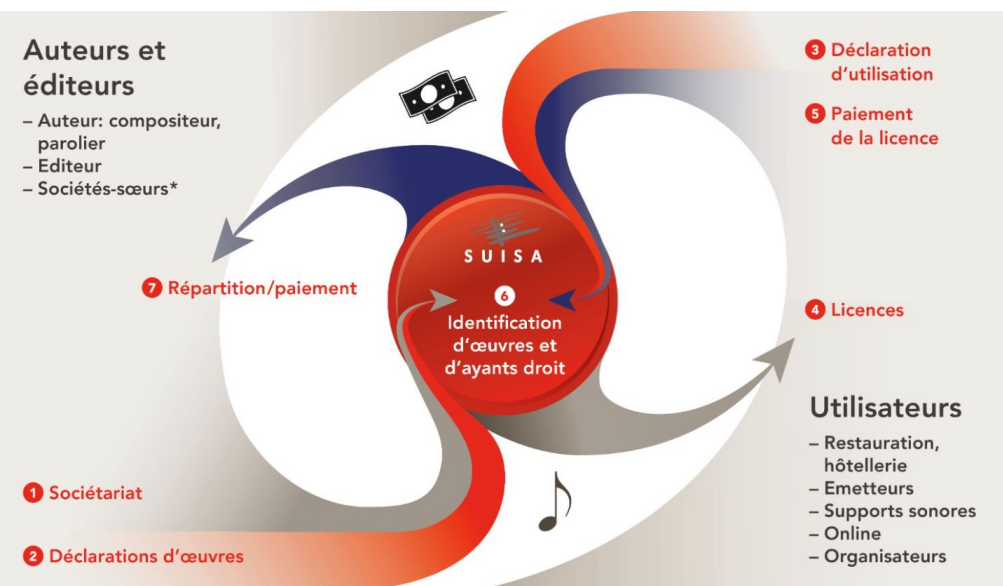 Auteurs et
éditeurs
– Auteur: compositeur,
parolier
– Editeur
– Sociétés-sœurs*
3 Déclaration
d'utilisation
5 Paiement
de la licence
SUISA
6
Identification
d'œuvres et
d'ayants droit
7 Répartition/paiement
4 Licences
Utilisateurs
– Restauration,
hôtellerie
– Emetteurs
– Supports sonores
– Online
– Organisateurs
1 Sociétariat
2 Déclarations d'œuvres